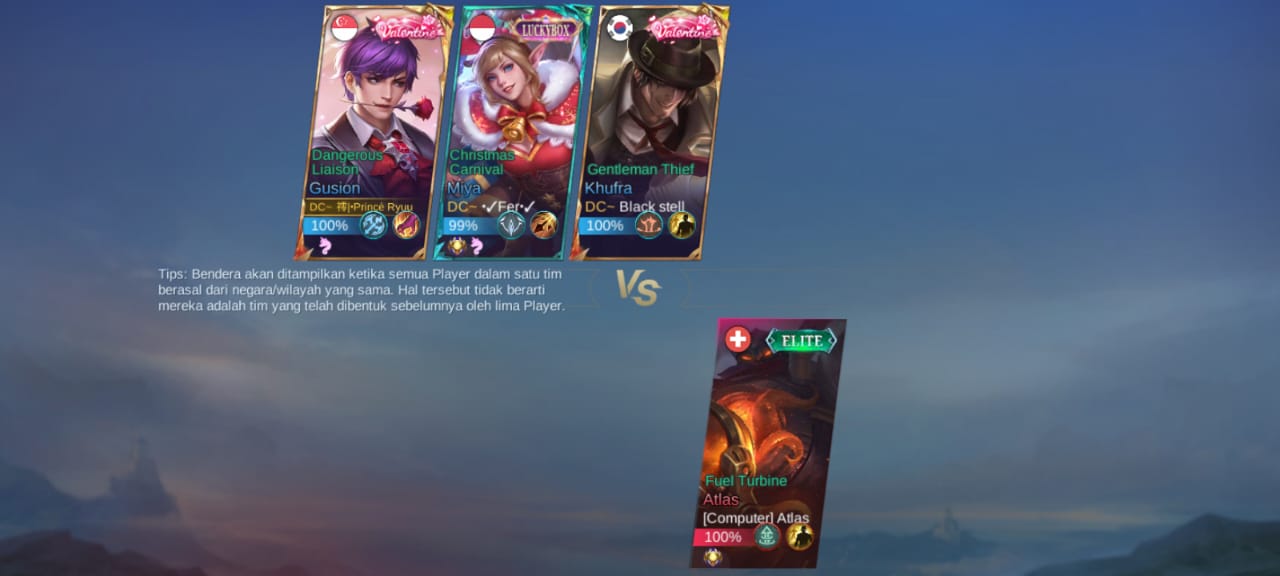 Valentine
LUCKYBOX
Valentine
Dangerous
Liaison
Gusion
DC~ 禱|•Princé Ryuu
100%
Christmas
Carnival
Miya
DC~ •✓Fer•✓
99%
Gentleman Thief
Khufra
DC~ Black stell
100%
Tips: Bendera akan ditampilkan ketika semua Player dalam satu tim
berasal dari negara/wilayah yang sama. Hal tersebut tidak berarti
mereka adalah tim yang telah dibentuk sebelumnya oleh lima Player.
VS
ELITE
Fuel Turbine
Atlas
[Computer] Atlas
100%